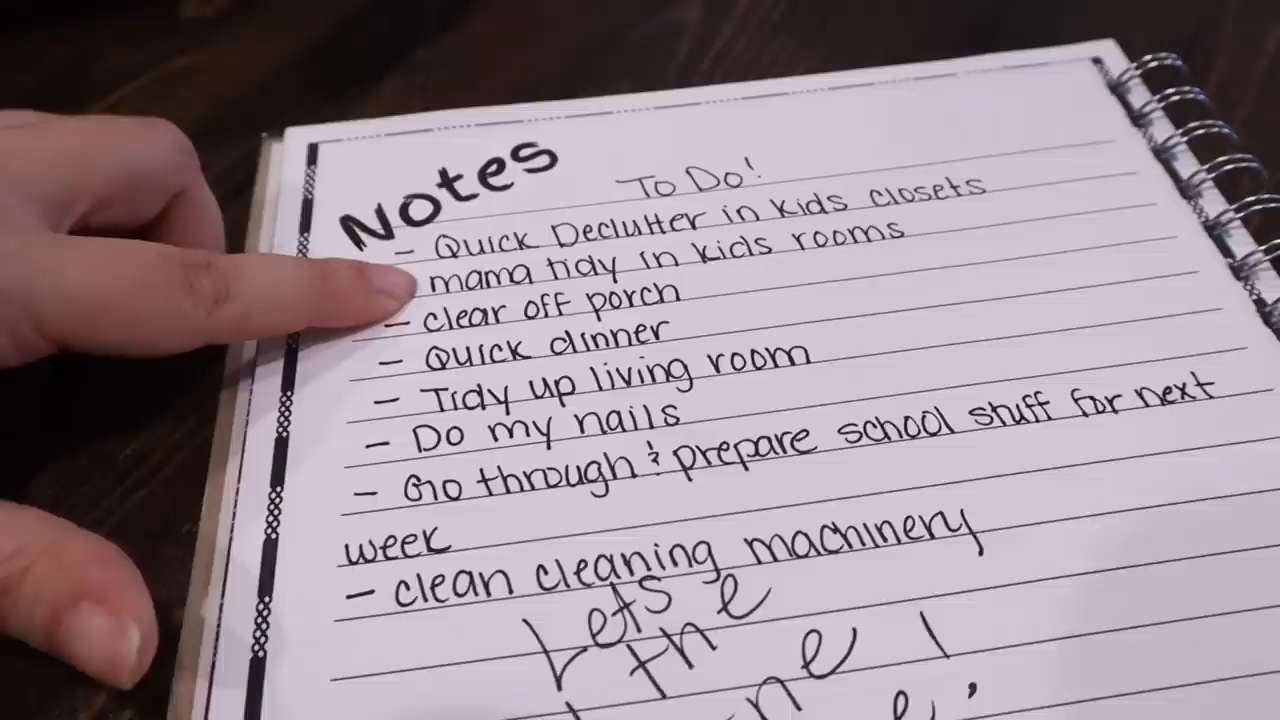 Notes
To Do!
- Quick Declutter in kids closets
mama tidy in kids rooms
- clear off porch
- Quick dinner
- Tidy up living room
- Do my nails
- Go through & prepare school stuff for next
week
- clean cleaning machinery
Lets
the